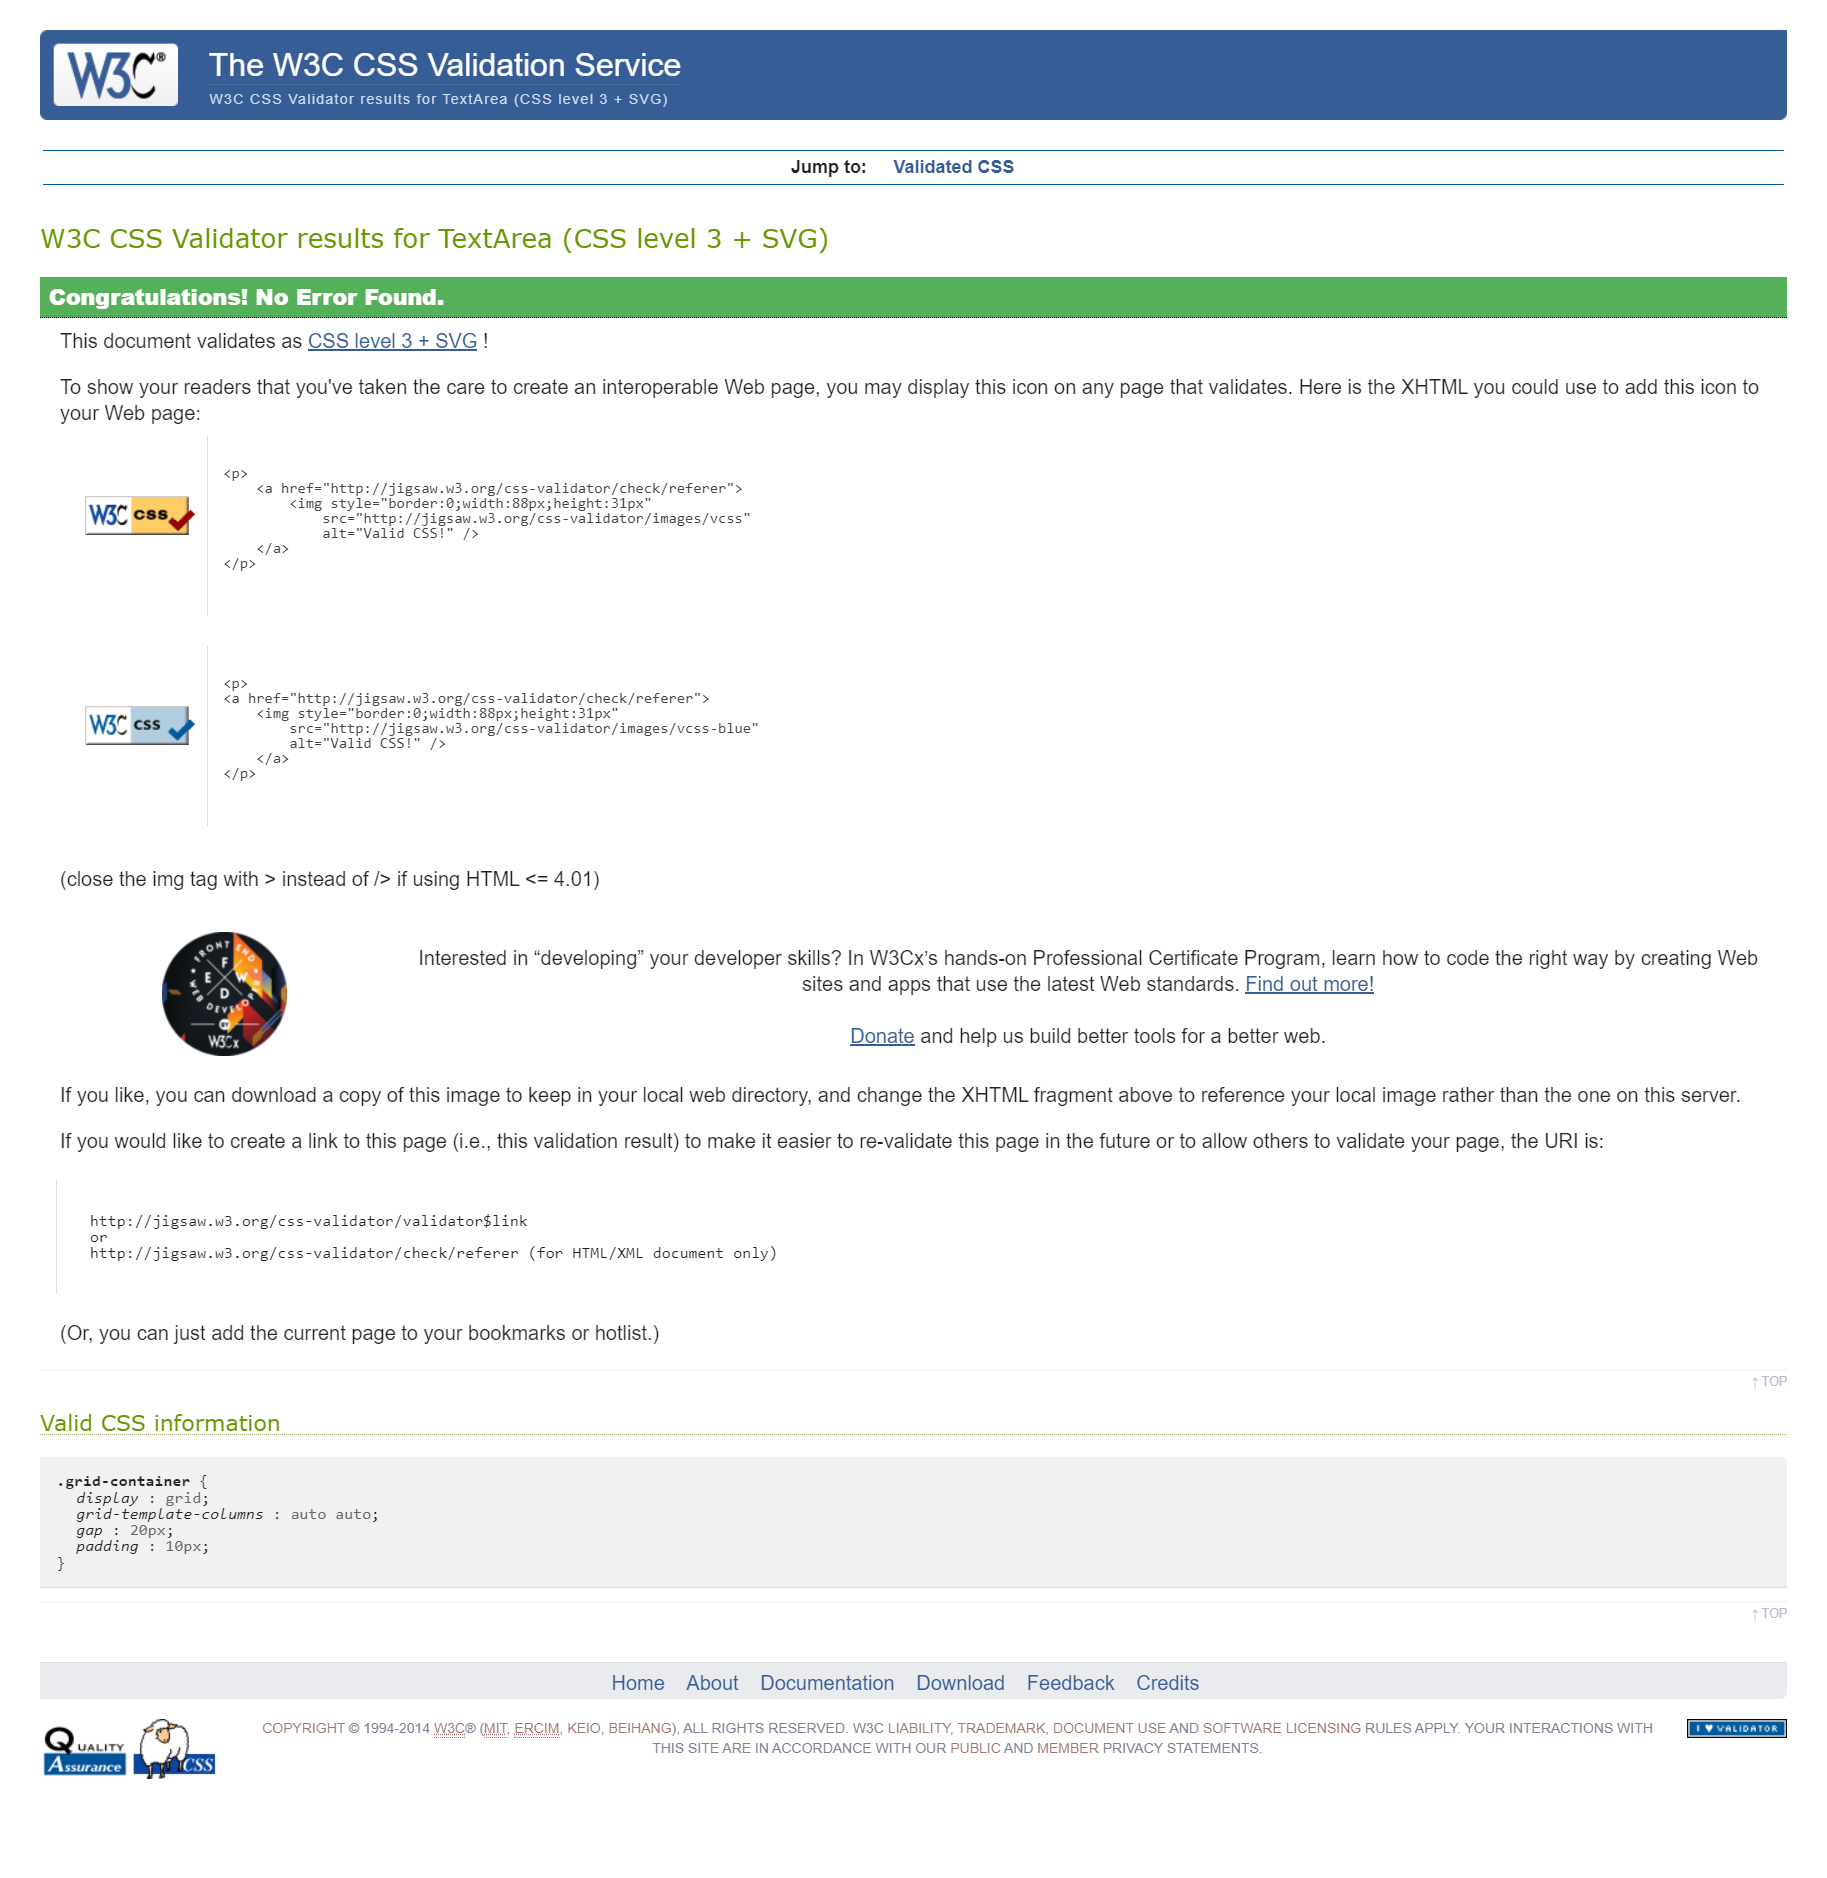 W3C®
The W3C CSS Validation Service
W3C CSS Validator results for TextArea (CSS level 3 + SVG)
Jump to: Validated CSS
W3C CSS Validator results for TextArea (CSS level 3 + SVG)
Congratulations! No Error Found.
This document validates as CSS level 3 + SVG !
To show your readers that you've taken the care to create an interoperable Web page, you may display this icon on any page that validates. Here is the XHTML you could use to add this icon to
your Web page:
W3C css
<p>
    <a href="http://jigsaw.w3.org/css-validator/check/referer">
        <img style="border:0;width:88px;height:31px"
            src="http://jigsaw.w3.org/css-validator/images/vcss"
            alt="Valid CSS!" />
    </a>
</p>
W3C css
<p>
<a href="http://jigsaw.w3.org/css-validator/check/referer">
    <img style="border:0;width:88px;height:31px"
        src="http://jigsaw.w3.org/css-validator/images/vcss-blue"
        alt="Valid CSS!" />
    </a>
</p>
(close the img tag with > instead of /> if using HTML <= 4.01)
FRONT END
F
E W
D
WEB DEVELOPER
BY
W3Cx
Interested in “developing” your developer skills? In W3Cx’s hands-on Professional Certificate Program, learn how to code the right way by creating Web
sites and apps that use the latest Web standards. Find out more!
Donate and help us build better tools for a better web.
If you like, you can download a copy of this image to keep in your local web directory, and change the XHTML fragment above to reference your local image rather than the one on this server.
If you would like to create a link to this page (i.e., this validation result) to make it easier to re-validate this page in the future or to allow others to validate your page, the URI is:
http://jigsaw.w3.org/css-validator/validator$link
or
http://jigsaw.w3.org/css-validator/check/referer (for HTML/XML document only)
(Or, you can just add the current page to your bookmarks or hotlist.)
↑ TOP
Valid CSS information
.grid-container {
  display : grid;
  grid-template-columns : auto auto;
  gap : 20px;
  padding : 10px;
}
↑ TOP
Home About Documentation Download Feedback Credits
QUALITY
Assurance
CSS
COPYRIGHT © 1994-2014 W3C® (MIT, ERCIM, KEIO, BEIHANG), ALL RIGHTS RESERVED. W3C LIABILITY, TRADEMARK, DOCUMENT USE AND SOFTWARE LICENSING RULES APPLY. YOUR INTERACTIONS WITH
THIS SITE ARE IN ACCORDANCE WITH OUR PUBLIC AND MEMBER PRIVACY STATEMENTS.
I ♥ VALIDATOR